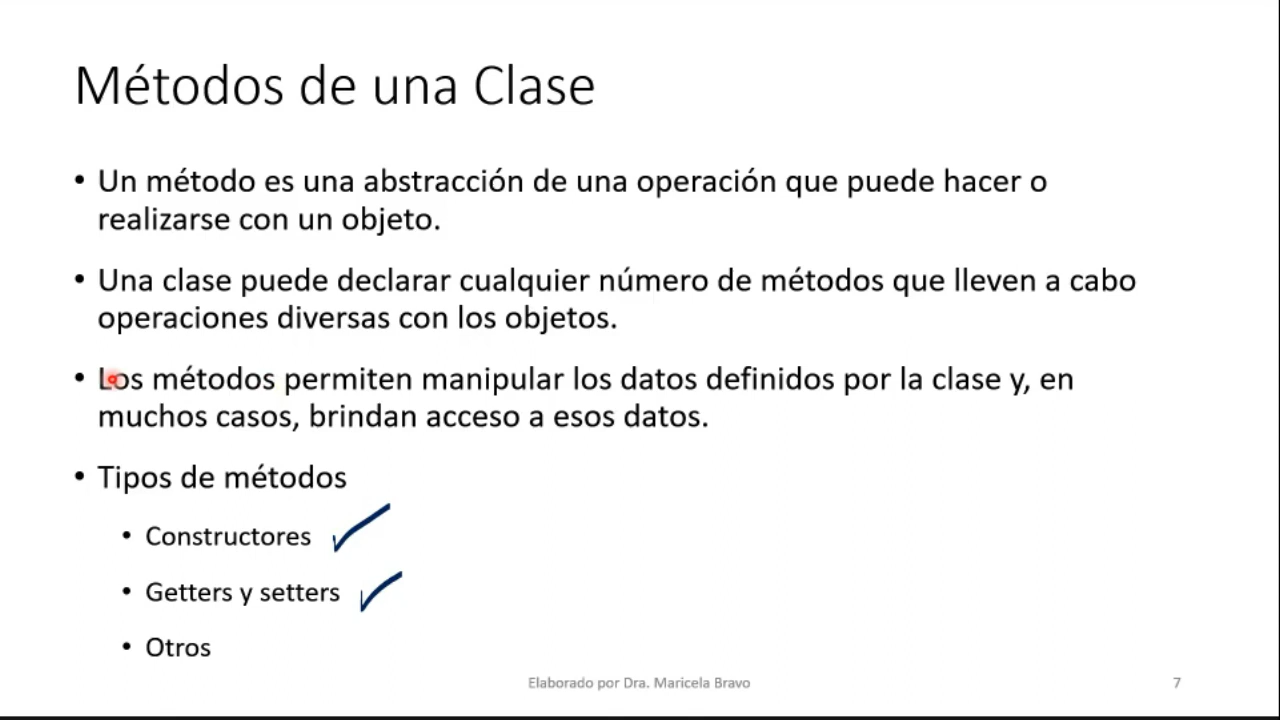 Métodos de una Clase
• Un método es una abstracción de una operación que puede hacer o
realizarse con un objeto.
• Una clase puede declarar cualquier número de métodos que lleven a cabo
operaciones diversas con los objetos.
• Los métodos permiten manipular los datos definidos por la clase y, en
muchos casos, brindan acceso a esos datos.
• Tipos de métodos
• Constructores
• Getters y setters
• Otros
Elaborado por Dra. Maricela Bravo
7